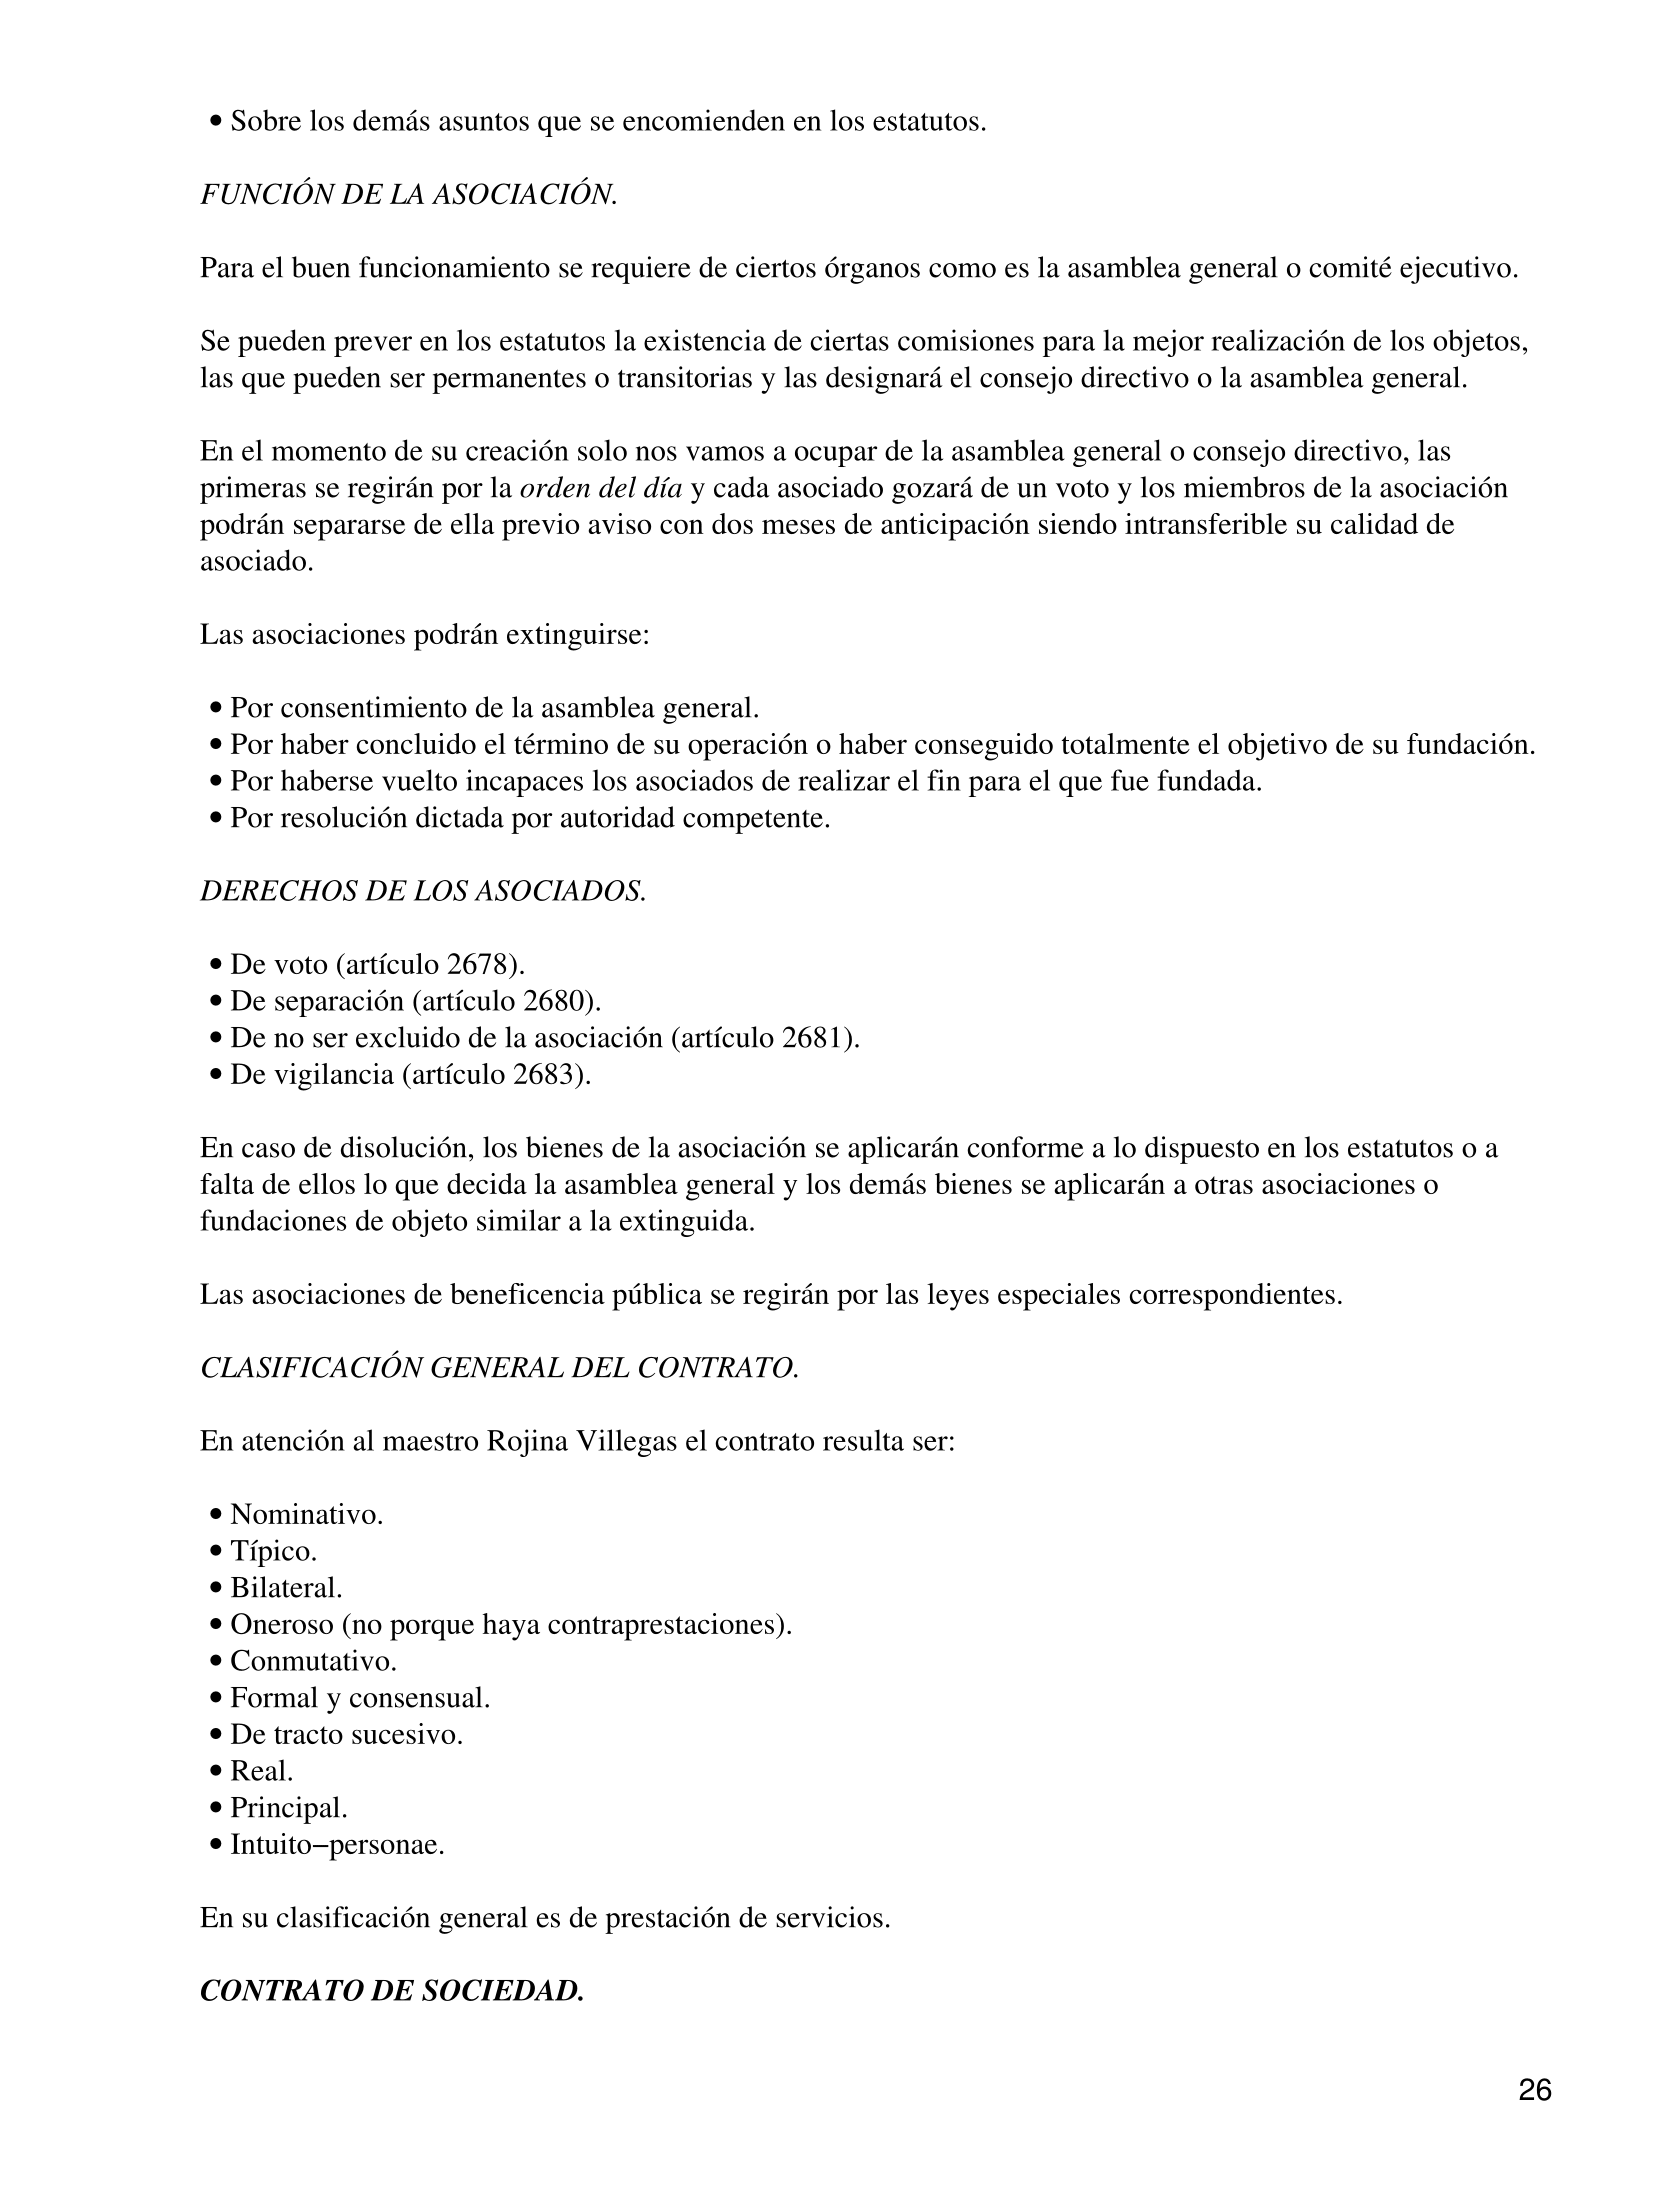 • Sobre los demás asuntos que se encomienden en los estatutos.
FUNCIÓN DE LA ASOCIACIÓN.
Para el buen funcionamiento se requiere de ciertos órganos como es la asamblea general o comité ejecutivo.
Se pueden prever en los estatutos la existencia de ciertas comisiones para la mejor realización de los objetos,
las que pueden ser permanentes o transitorias y las designará el consejo directivo o la asamblea general.
En el momento de su creación solo nos vamos a ocupar de la asamblea general o consejo directivo, las
primeras se regirán por la orden del día y cada asociado gozará de un voto y los miembros de la asociación
podrán separarse de ella previo aviso con dos meses de anticipación siendo intransferible su calidad de
asociado.
Las asociaciones podrán extinguirse:
• Por consentimiento de la asamblea general.
• Por haber concluido el término de su operación o haber conseguido totalmente el objetivo de su fundación.
• Por haberse vuelto incapaces los asociados de realizar el fin para el que fue fundada.
• Por resolución dictada por autoridad competente.
DERECHOS DE LOS ASOCIADOS.
• De voto (artículo 2678).
• De separación (artículo 2680).
• De no ser excluido de la asociación (artículo 2681).
• De vigilancia (artículo 2683).
En caso de disolución, los bienes de la asociación se aplicarán conforme a lo dispuesto en los estatutos o a
falta de ellos lo que decida la asamblea general y los demás bienes se aplicarán a otras asociaciones o
fundaciones de objeto similar a la extinguida.
Las asociaciones de beneficencia pública se regirán por las leyes especiales correspondientes.
CLASIFICACIÓN GENERAL DEL CONTRATO.
En atención al maestro Rojina Villegas el contrato resulta ser:
• Nominativo.
• Típico.
• Bilateral.
• Oneroso (no porque haya contraprestaciones).
• Conmutativo.
• Formal y consensual.
• De tracto sucesivo.
• Real.
• Principal.
• Intuito−personae.
En su clasificación general es de prestación de servicios.
CONTRATO DE SOCIEDAD.
26